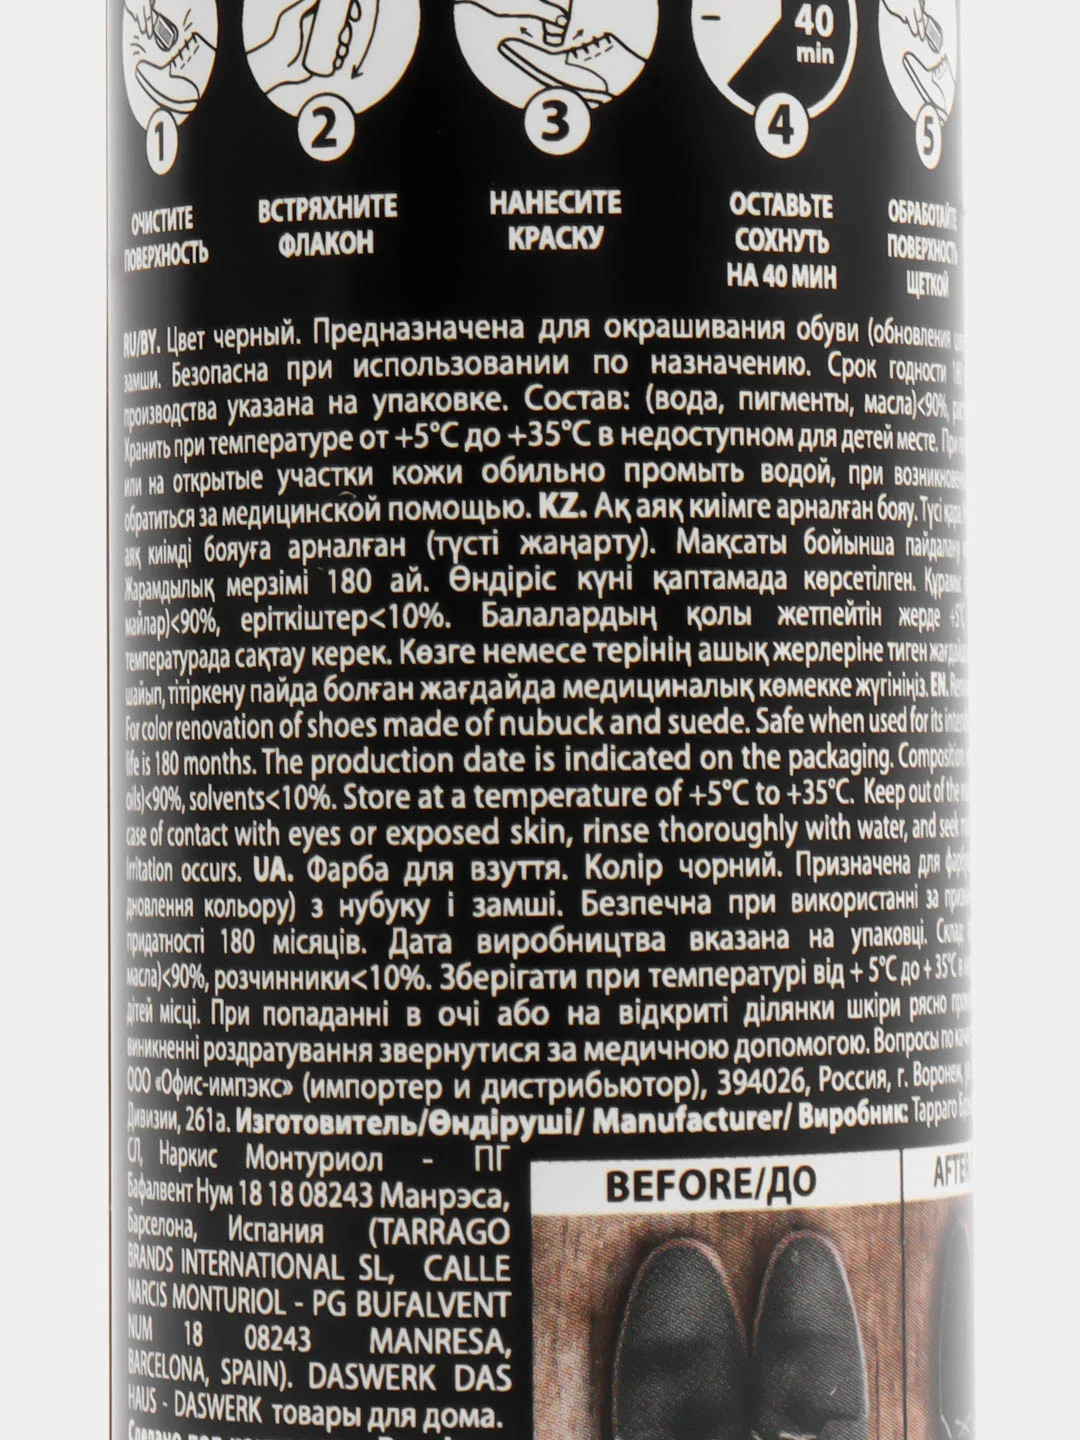 40
min
1
2
3
4
5
ОЧИСТИТЕ
ПОВЕРХНОСТЬ
ВСТРЯХНИТЕ
ФЛАКОН
НАНЕСИТЕ
КРАСКУ
ОСТАВЬТЕ
СОХНУТЬ
НА 40 МИН
ОБРАБОТАЙТЕ
ПОВЕРХНОСТЬ
ЩЕТКОЙ
RU/BY. Цвет черный. Предназначена для окрашивания обуви (обновления
замши. Безопасна при использовании по назначению. Срок годности 180
производства указана на упаковке. Состав: (вода, пигменты, масла)<90%,
Хранить при температуре от +5°C до +35°C в недоступном для детей месте. При
или на открытые участки кожи обильно промыть водой, при
обратиться за медицинской помощью. KZ. Ақ аяқ киімге арналған бояу. Түсі қара.
аяқ киімді бояуға арналған (түсті жаңарту). Мақсаты бойынша пайдалану
Жарамдылық мерзімі 180 ай. Өндіріс күні қаптамада көрсетілген. Құрамы:
майлар)<90%, еріткіштер<10%. Балалардың қолы жетпейтін жерде +5°C
температурада сақтау керек. Көзге немесе терінің ашық жерлеріне тиген жағдайда
шайып, тітіркену пайда болған жағдайда медициналық көмекке жүгініңіз. EN.
For color renovation of shoes made of nubuck and suede. Safe when used for its
life is 180 months. The production date is indicated on the packaging.
oils)<90%, solvents<10%. Store at a temperature of +5°C to +35°C. Keep out of the
case of contact with eyes or exposed skin, rinse thoroughly with water, and seek
irritation occurs. UA. Фарба для взуття. Колір чорний. Призначена для
дновлення кольору) з нубуку і замші. Безпечна при використанні за
придатності 180 місяців. Дата виробництва вказана на упаковці. Склад:
масла)<90%, розчинники<10%. Зберігати при температурі від + 5°C до + 35°C в
дітей місці. При попаданні в очі або на відкриті ділянки шкіри рясно
виникненні роздратування звернутися за медичною допомогою. Вопросы по
ООО «Офис-импэкс» (импортер и дистрибьютор), 394026, Россия, г. Воронеж,
Дивизии, 261а. Изготовитель/Өндіруші/ Manufacturer/ Виробник: Тарраго
СЛ, Наркис Монтуриол - ПГ
Бафалвент Нум 18 18 08243 Манрэса,
Барселона, Испания (TARRAGO
BRANDS INTERNATIONAL SL, CALLE
NARCIS MONTURIOL - PG BUFALVENT
NUM 18 08243 MANRESA,
BARCELONA, SPAIN). DASWERK DAS
HAUS - DASWERK товары для дома.
BEFORE/ДО
AFTER